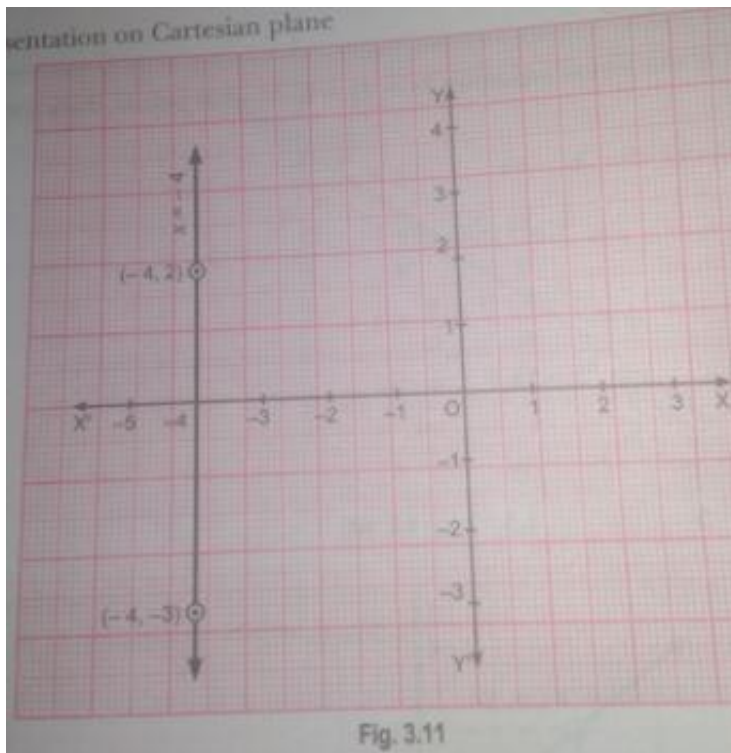 sentation on Cartesian plane
Y
4
x = – 4
3
2
(– 4, 2)
1
X' –5 –4 –3 –2 –1 O 1 2 3 X
–1
–2
–3
(– 4, –3)
Y'
Fig. 3.11